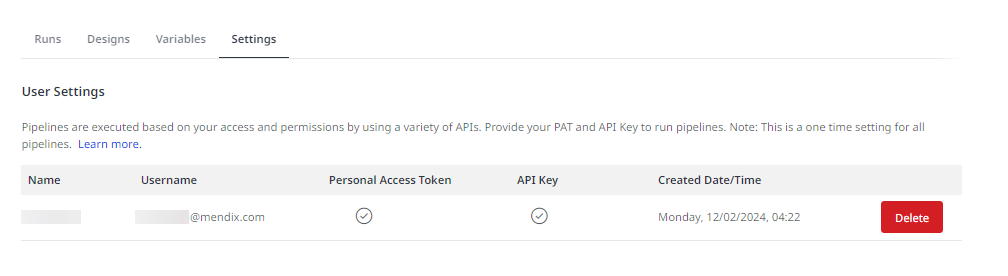 Runs Designs Variables Settings
User Settings
Pipelines are executed based on your access and permissions by using a variety of APIs. Provide your PAT and API Key to run pipelines. Note: This is a one time setting for all
pipelines. Learn more.
Name Username Personal Access Token API Key Created Date/Time
@mendix.com Monday, 12/02/2024, 04:22 Delete